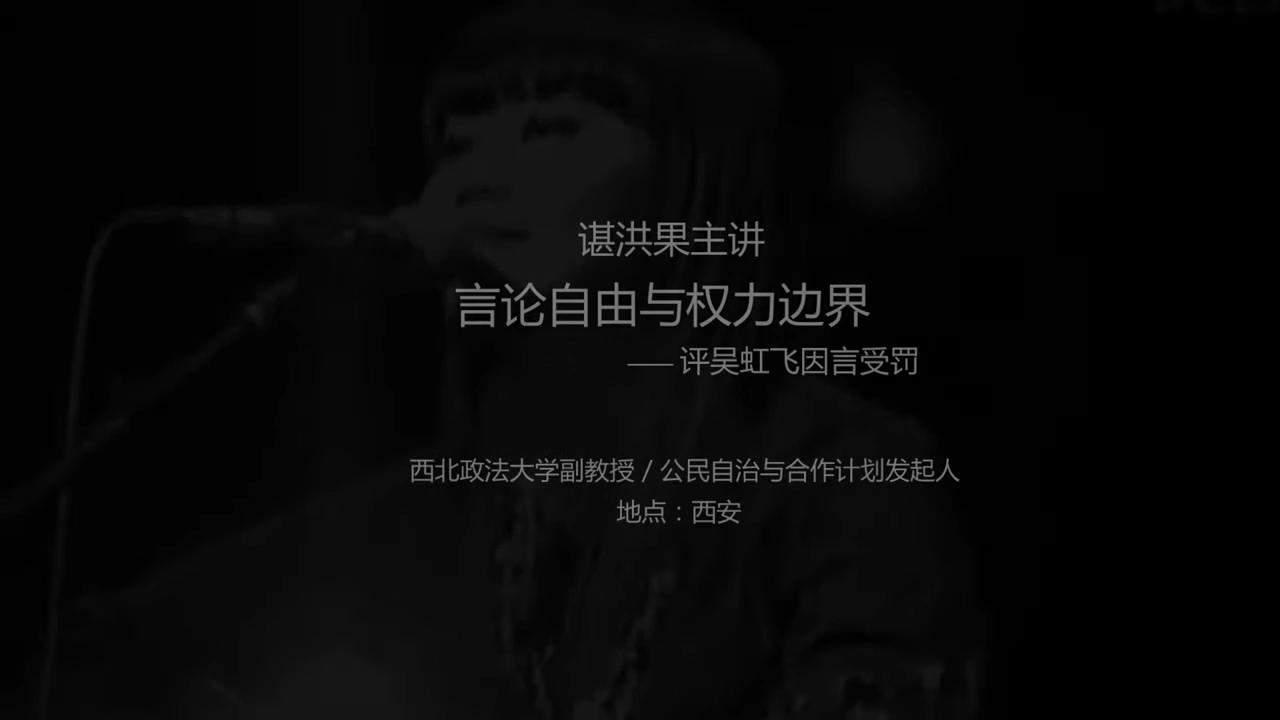 谌洪果主讲
言论自由与权力边界
——评吴虹飞因言受罚
西北政法大学副教授 / 公民自治与合作计划发起人
地点：西安